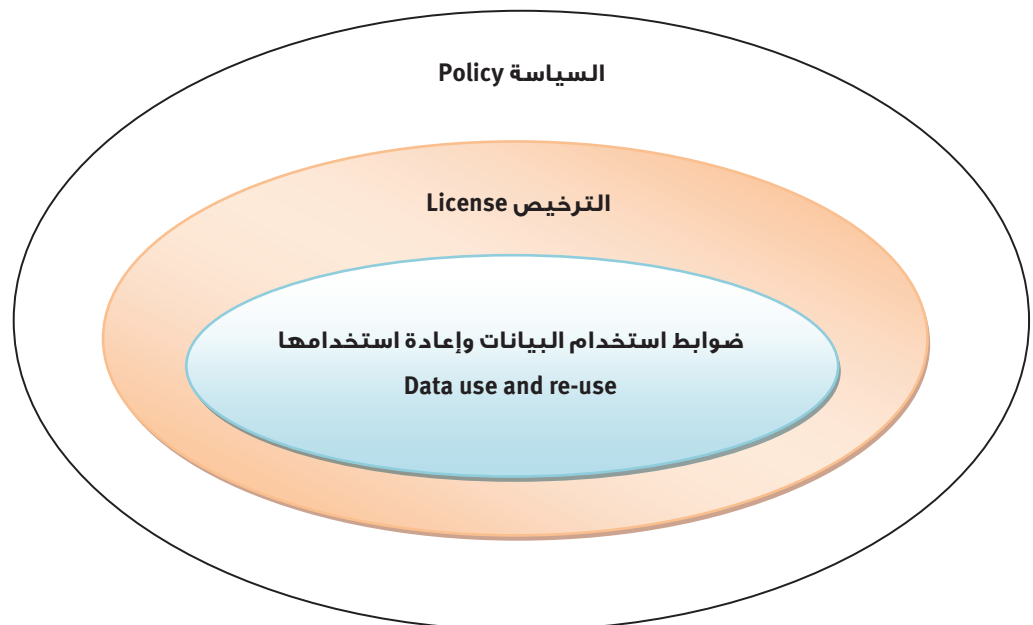 السياسة Policy
الترخيص License
ضوابط استخدام البيانات وإعادة استخدامها
Data use and re-use